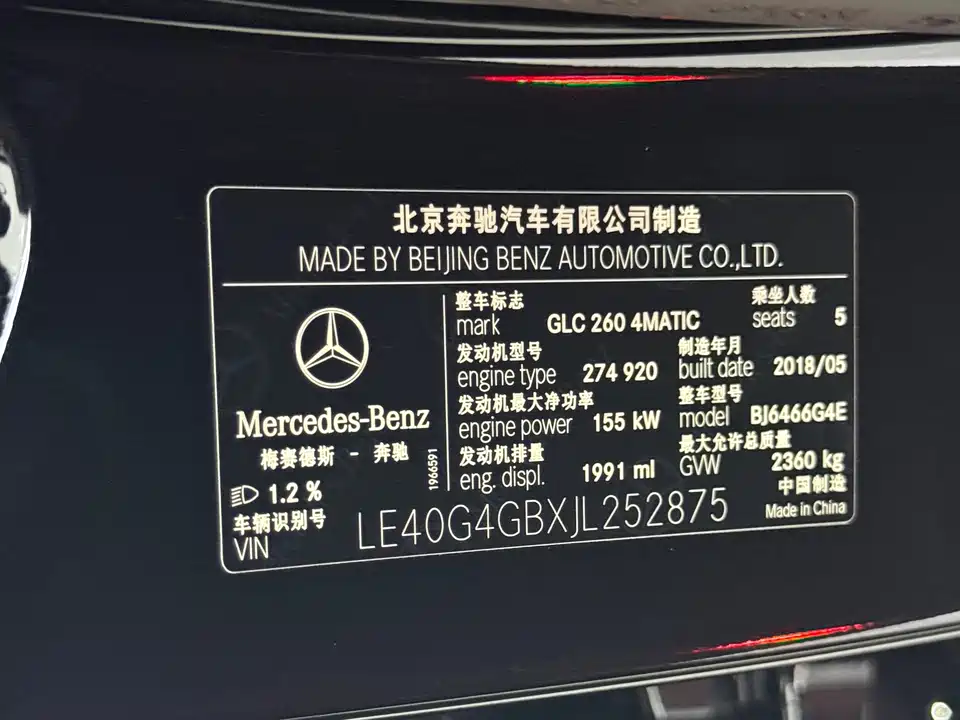 北京奔驰汽车有限公司制造
MADE BY BEIJING BENZ AUTOMOTIVE CO.,LTD.
Mercedes-Benz
梅赛德斯 - 奔驰
1.2 %
1966591
整车标志
mark GLC 260 4MATIC
乘坐人数
seats 5
发动机型号
engine type 274 920
制造年月
built date 2018/05
发动机最大净功率
engine power 155 kW
整车型号
model BJ6466G4E
发动机排量
eng. displ. 1991 ml
最大允许总质量
GVW 2360 kg
中国制造
Made in China
车辆识别号
VIN LE40G4GBXJL252875